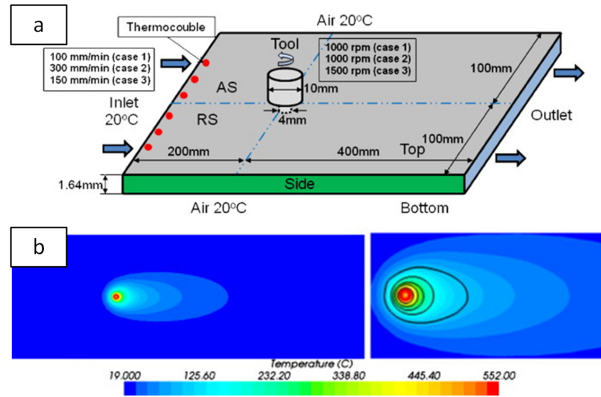 a
Air 20°C
Thermocouble
100 mm/min (case 1)
300 mm/min (case 2)
150 mm/min (case 3)
Tool
1000 rpm (case 1)
1000 rpm (case 2)
1500 rpm (case 3)
100mm
AS
10mm
Inlet
20°C
RS
4mm
100mm
Outlet
200mm
400mm
Top
1.64mm
Side
Air 20°C
Bottom
b
Temperature (C)
19.000 125.60 232.20 338.80 445.40 552.00